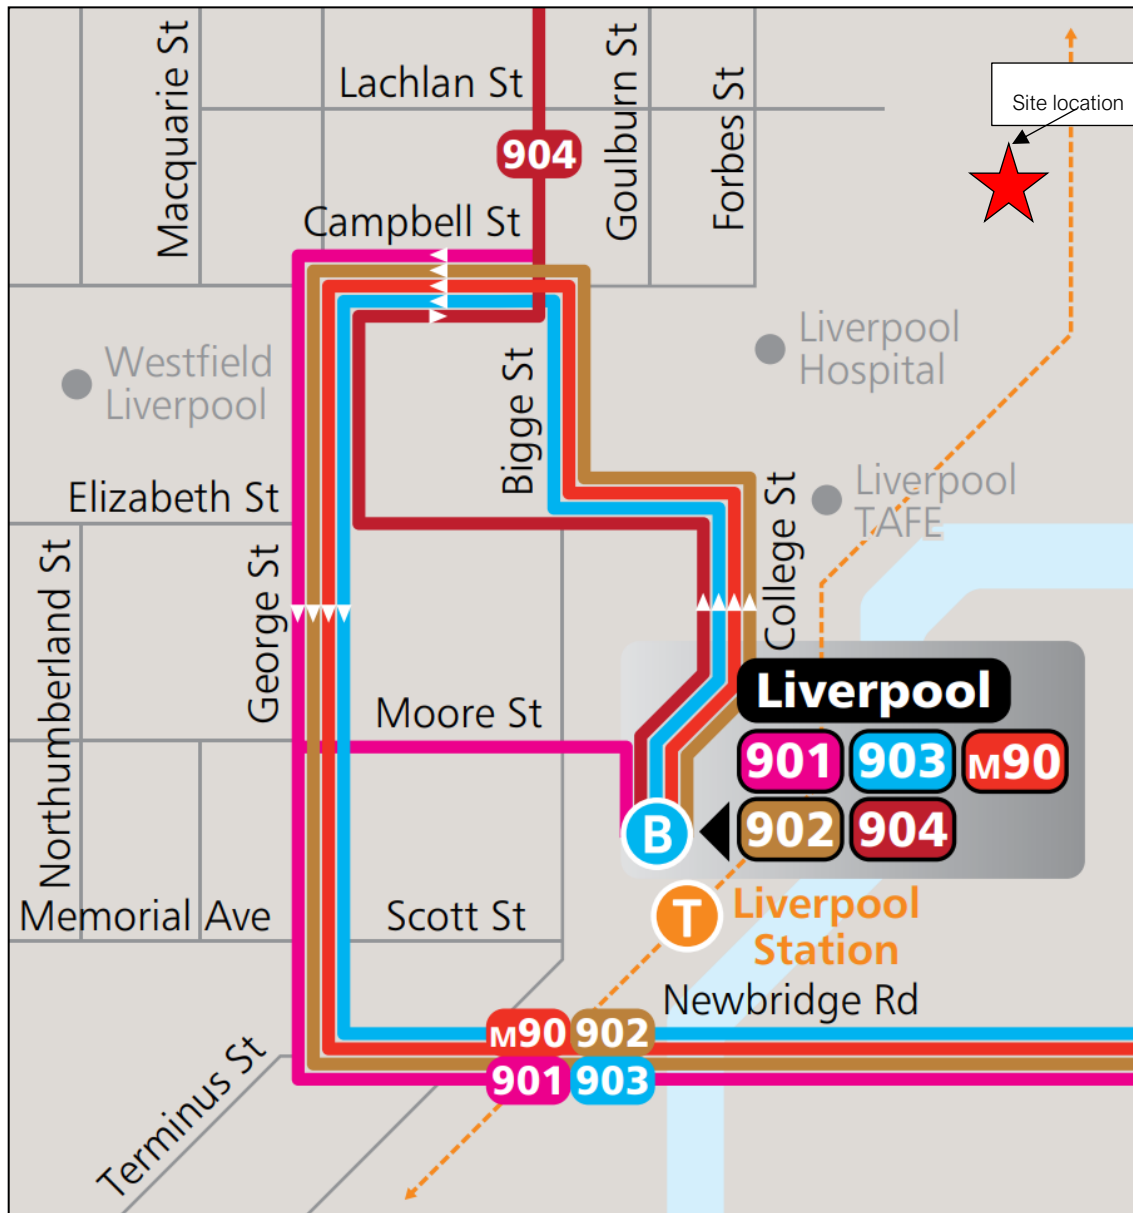 Macquarie St
Lachlan St
Goulburn St
Forbes St
Site location
904
Campbell St
Westfield
Liverpool
Liverpool
Hospital
Bigge St
Elizabeth St
Liverpool
TAFE
College St
Northumberland St
George St
Moore St
Liverpool
901 903 M90
902 904
B
Memorial Ave
Scott St
T
Liverpool
Station
Newbridge Rd
M90 902
901 903
Terminus St